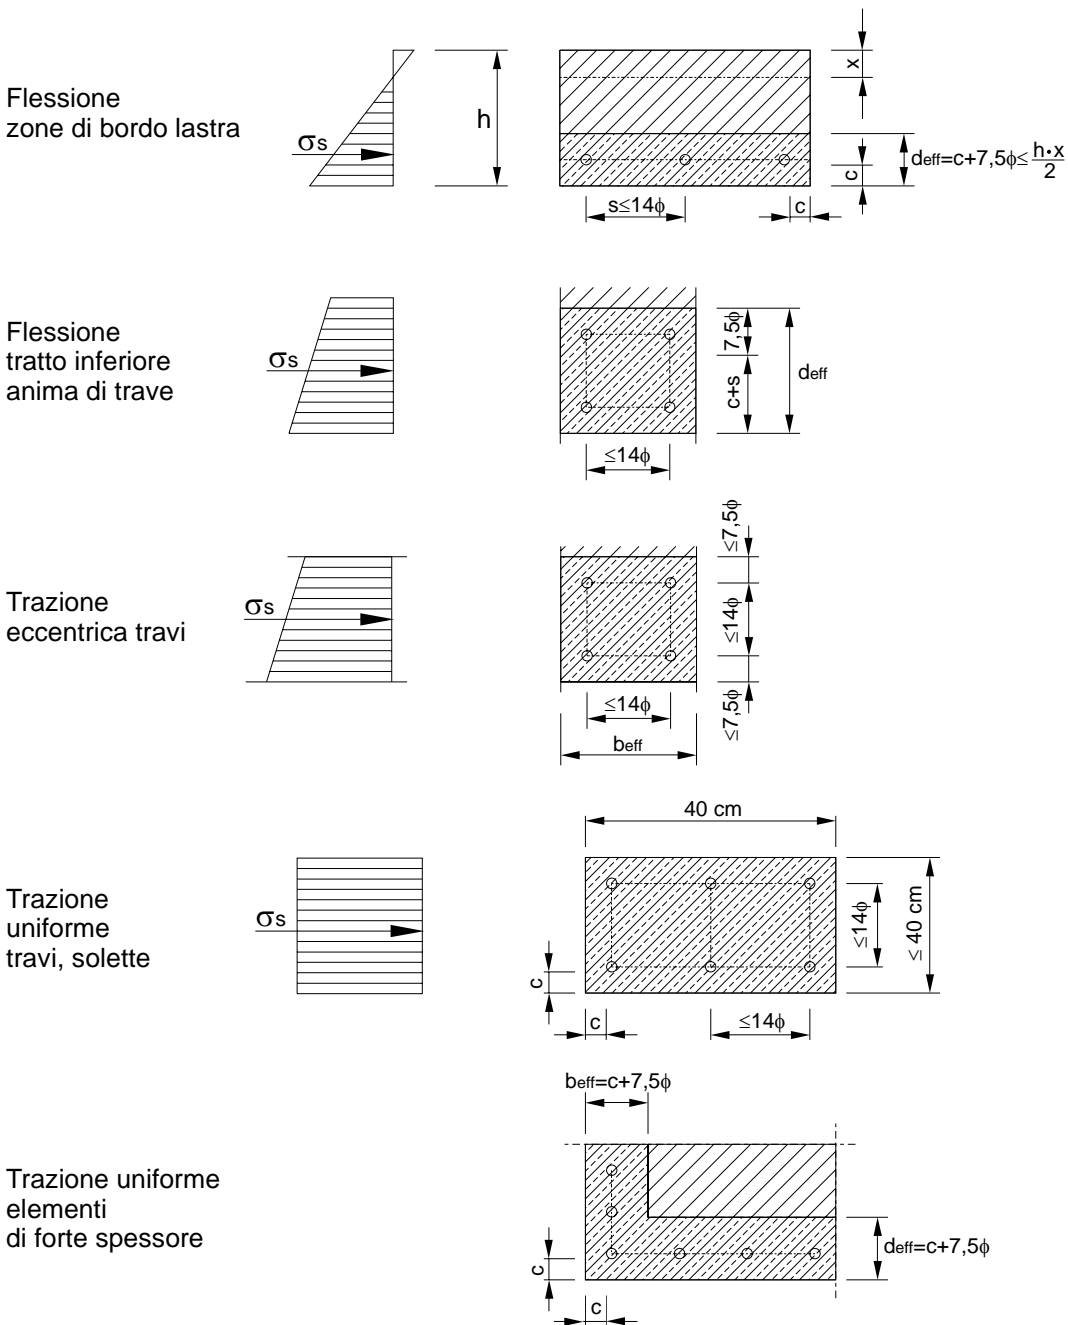 Flessione
zone di bordo lastra
σs
h
x
c
deff=c+7,5ϕ≤ h·x/2
s≤14ϕ
c
Flessione
tratto inferiore
anima di trave
σs
7,5ϕ
c+s
deff
≤14ϕ
Trazione
eccentrica travi
σs
≤7,5ϕ
≤14ϕ
≤7,5ϕ
≤14ϕ
beff
Trazione
uniforme
travi, solette
σs
40 cm
≤14ϕ
≤ 40 cm
c
c
≤14ϕ
Trazione uniforme
elementi
di forte spessore
beff=c+7,5ϕ
deff=c+7,5ϕ
c
c